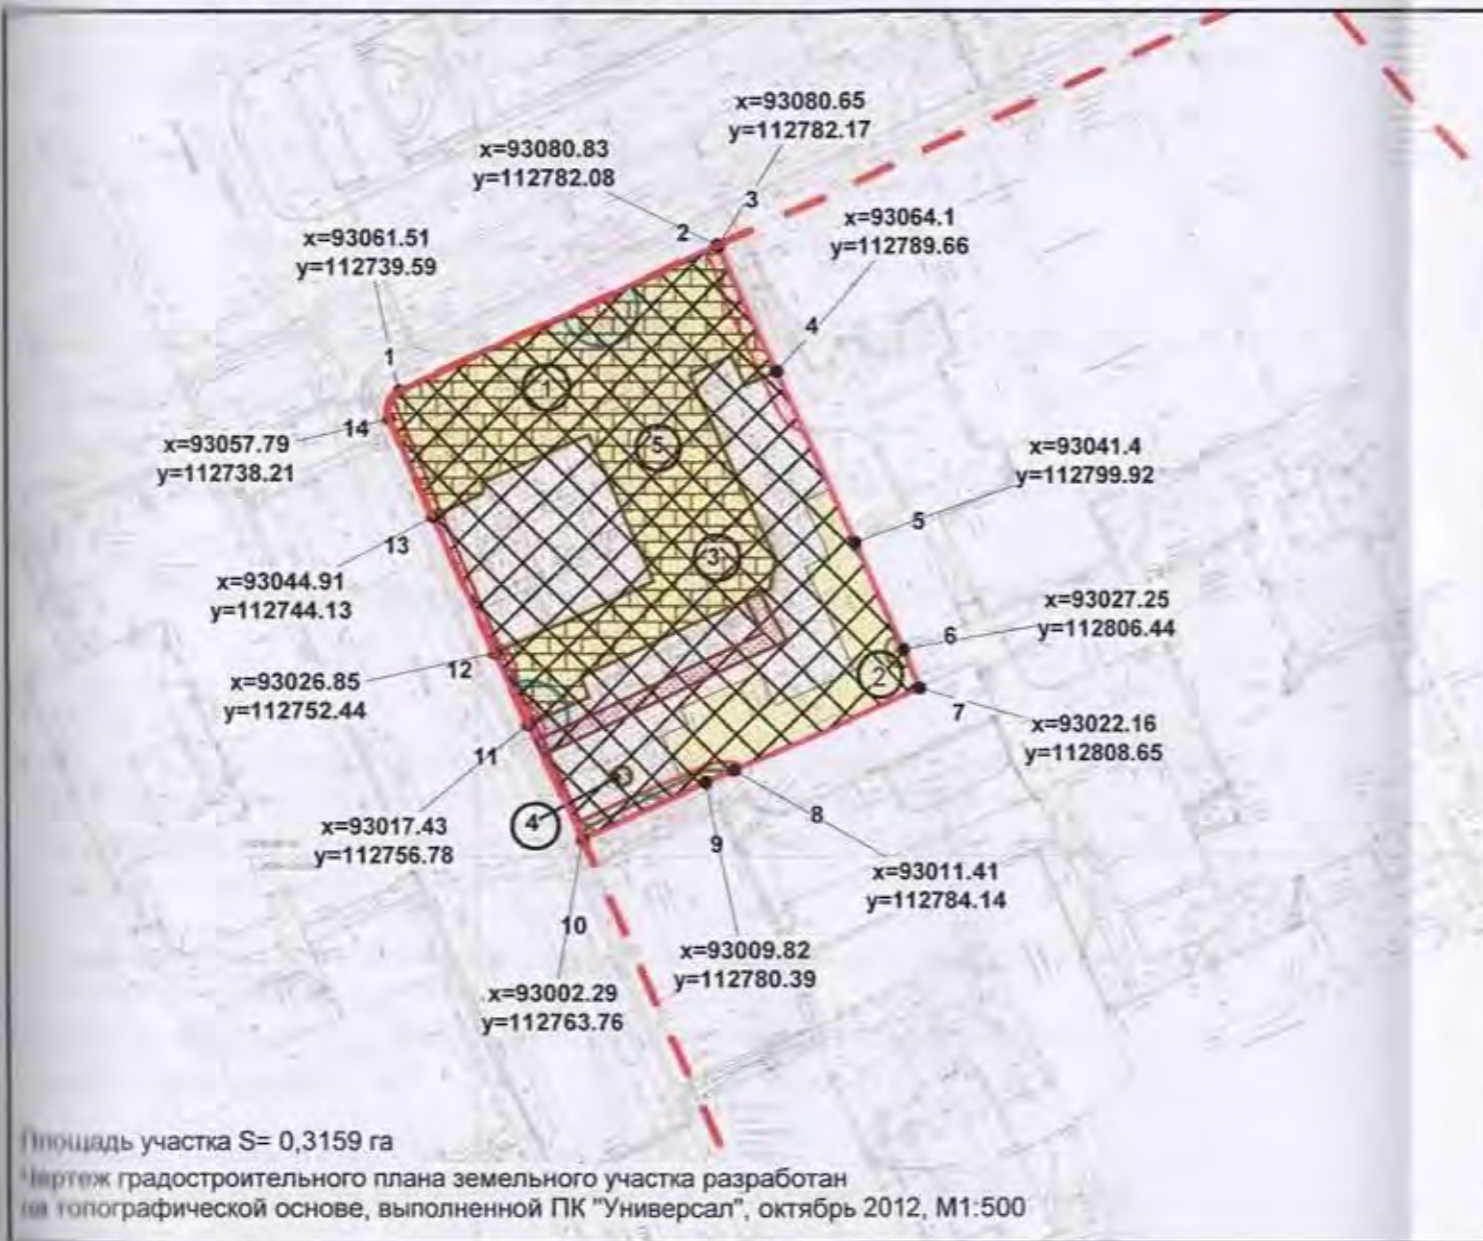 x=93080.65
y=112782.17
x=93080.83
y=112782.08
3
x=93064.1
y=112789.66
2
x=93061.51
y=112739.59
4
1
1
14
x=93057.79
y=112738.21
5
x=93041.4
y=112799.92
5
13
3
x=93044.91
y=112744.13
x=93027.25
y=112806.44
6
12
2
x=93026.85
y=112752.44
7
x=93022.16
y=112808.65
11
4
8
x=93017.43
y=112756.78
9
x=93011.41
y=112784.14
10
x=93009.82
y=112780.39
x=93002.29
y=112763.76
Площадь участка S= 0,3159 га
Чертеж градостроительного плана земельного участка разработан
на топографической основе, выполненной ПК "Универсал", октябрь 2012, М1:500